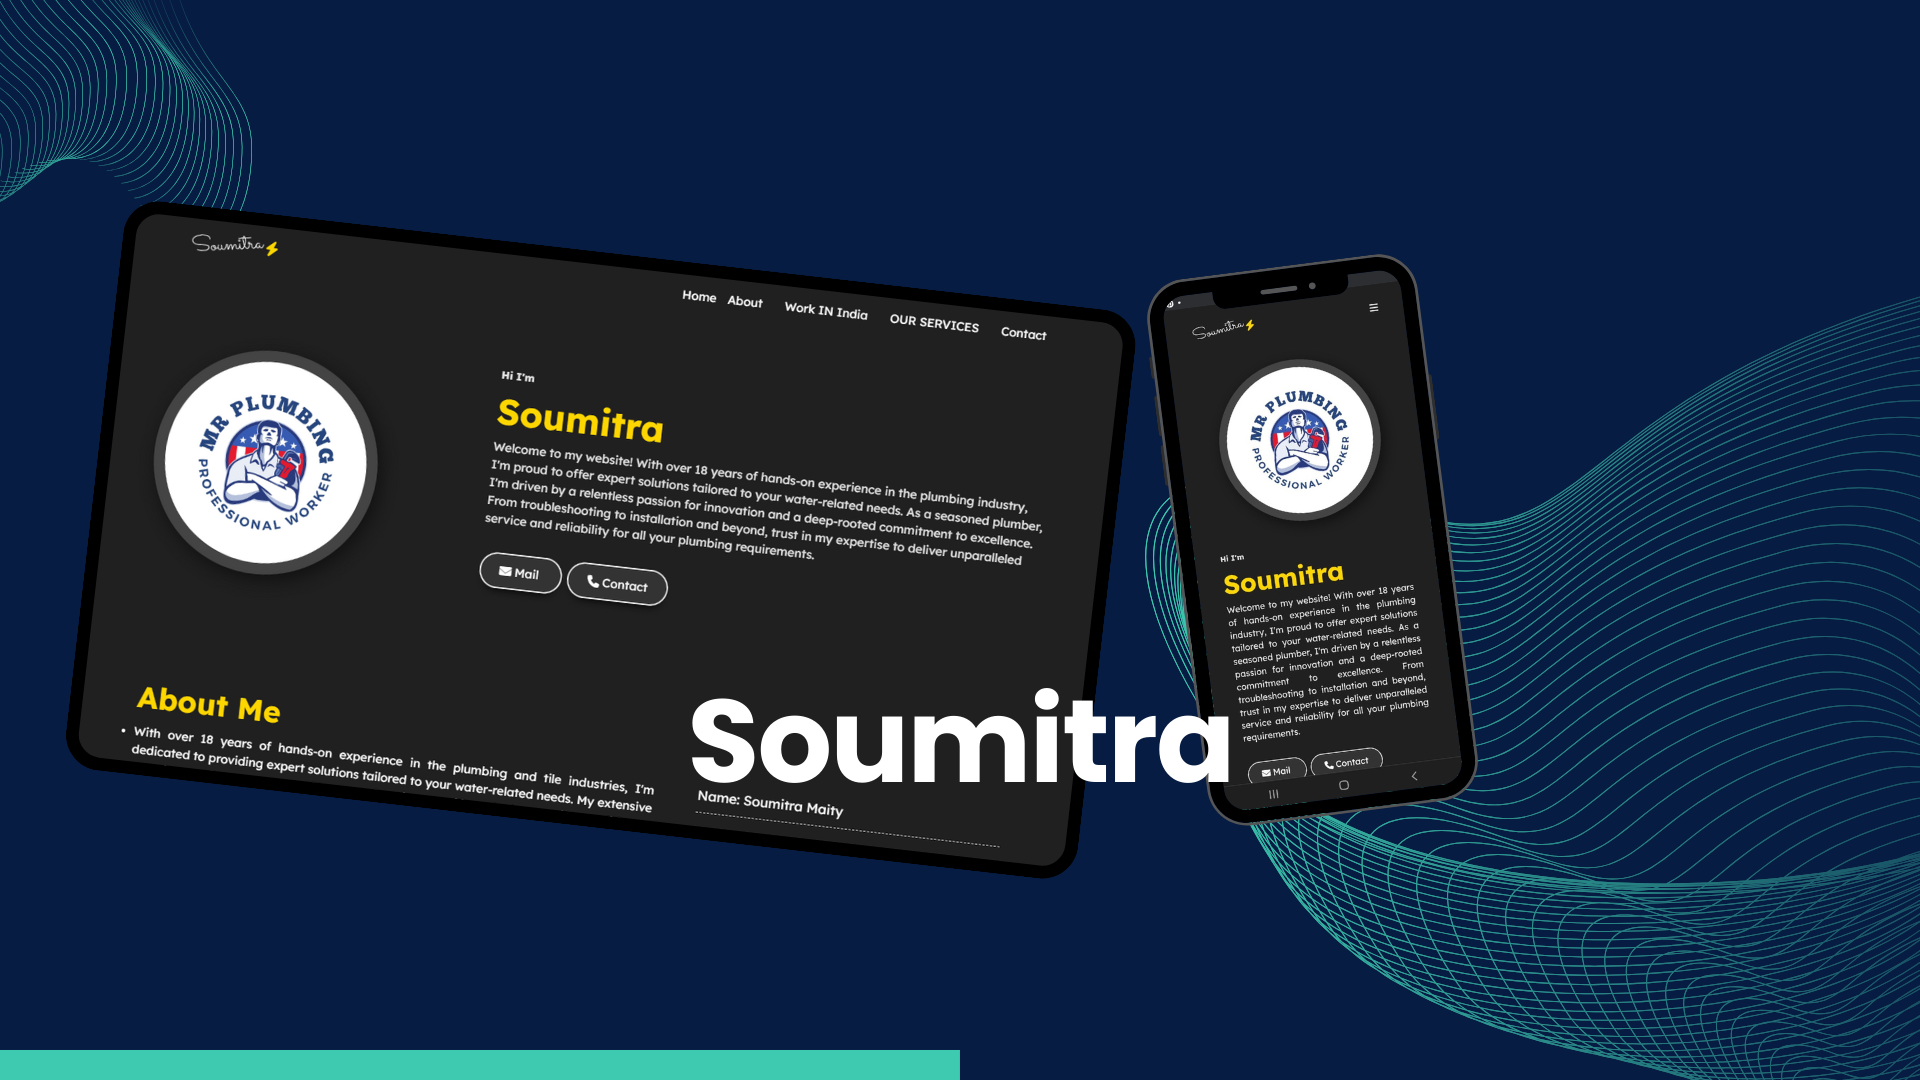 Soumitra
Home About Work IN India OUR SERVICES Contact
MR PLUMBING
PROFESSIONAL WORKER
Hi I'm
Soumitra
Welcome to my website! With over 18 years of hands-on experience in the plumbing industry,
I'm proud to offer expert solutions tailored to your water-related needs. As a seasoned plumber,
I'm driven by a relentless passion for innovation and a deep-rooted commitment to excellence.
From troubleshooting to installation and beyond, trust in my expertise to deliver unparalleled
service and reliability for all your plumbing requirements.
Mail Contact
About Me
• With over 18 years of hands-on experience in the plumbing and tile industries, I'm
dedicated to providing expert solutions tailored to your water-related needs. My extensive
Name: Soumitra Maity
Soumitra
Soumitra
MR PLUMBING
PROFESSIONAL WORKER
Hi I'm
Soumitra
Welcome to my website! With over 18 years
of hands-on experience in the plumbing
industry, I'm proud to offer expert solutions
tailored to your water-related needs. As a
seasoned plumber, I'm driven by a relentless
passion for innovation and a deep-rooted
commitment to excellence. From
troubleshooting to installation and beyond,
trust in my expertise to deliver unparalleled
service and reliability for all your plumbing
requirements.
Mail Contact